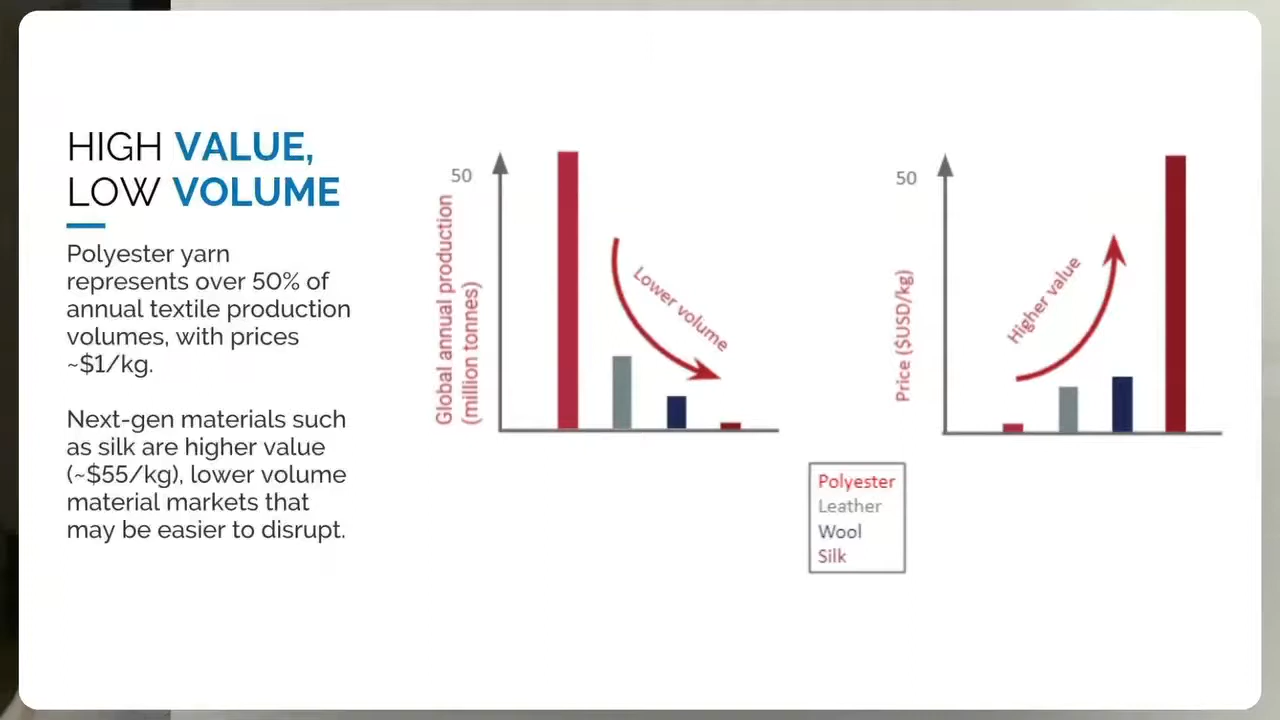 HIGH VALUE,
LOW VOLUME
Polyester yarn
represents over 50% of
annual textile production
volumes, with prices
~$1/kg.
Next-gen materials such
as silk are higher value
(~$55/kg), lower volume
material markets that
may be easier to disrupt.
50
Global annual production
(million tonnes)
Lower volume
50
Price ($USD/kg)
Higher value
Polyester
Leather
Wool
Silk